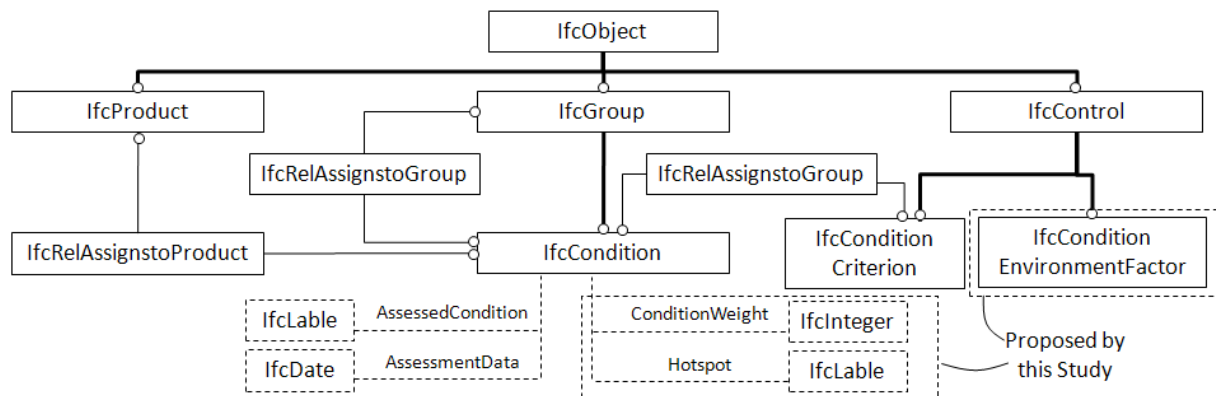 IfcObject
IfcProduct
IfcGroup
IfcControl
IfcRelAssignstoGroup
IfcRelAssignstoGroup
IfcRelAssignstoProduct
IfcCondition
IfcCondition
Criterion
IfcCondition
EnvironmentFactor
IfcLable
AssessedCondition
ConditionWeight
IfcInteger
IfcDate
AssessmentData
Hotspot
IfcLable
Proposed by
this Study